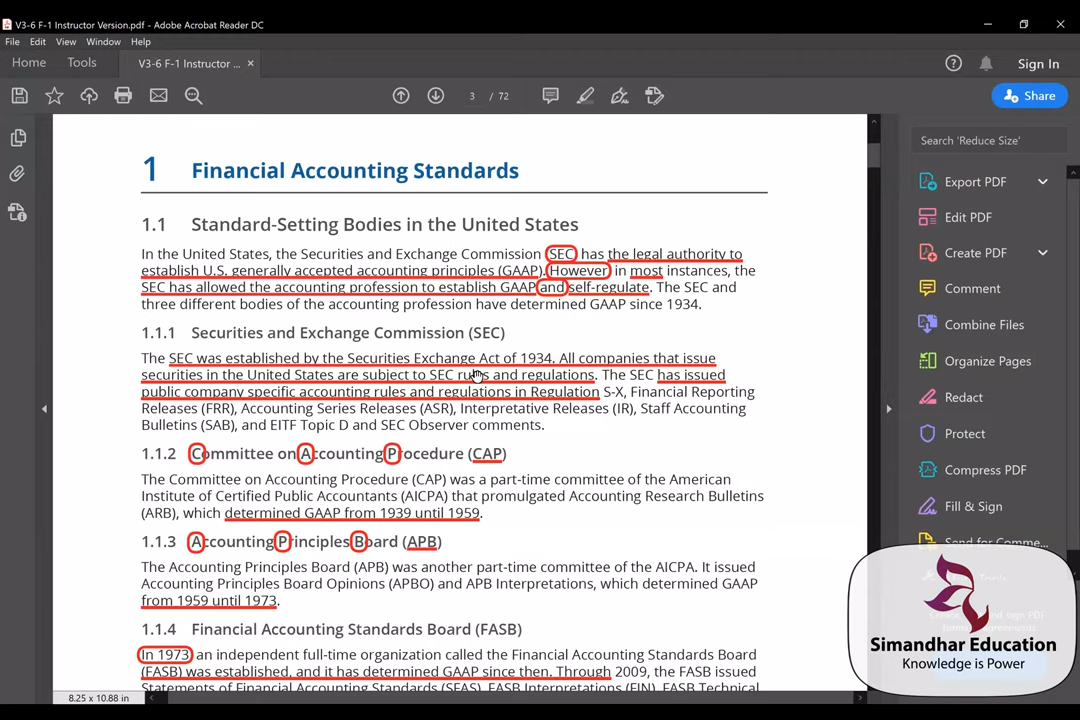 V3-6 F-1 Instructor Version.pdf - Adobe Acrobat Reader DC
File Edit View Window Help
Home Tools V3-6 F-1 Instructor ... × Sign In
3 / 72 Share
1 Financial Accounting Standards
1.1 Standard-Setting Bodies in the United States
In the United States, the Securities and Exchange Commission (SEC) has the legal authority to
establish U.S. generally accepted accounting principles (GAAP). However, in most instances, the
SEC has allowed the accounting profession to establish GAAP and self-regulate. The SEC and
three different bodies of the accounting profession have determined GAAP since 1934.
1.1.1 Securities and Exchange Commission (SEC)
The SEC was established by the Securities Exchange Act of 1934. All companies that issue
securities in the United States are subject to SEC rules and regulations. The SEC has issued
public company specific accounting rules and regulations in Regulation S-X, Financial Reporting
Releases (FRR), Accounting Series Releases (ASR), Interpretative Releases (IR), Staff Accounting
Bulletins (SAB), and EITF Topic D and SEC Observer comments.
1.1.2 Committee on Accounting Procedure (CAP)
The Committee on Accounting Procedure (CAP) was a part-time committee of the American
Institute of Certified Public Accountants (AICPA) that promulgated Accounting Research Bulletins
(ARB), which determined GAAP from 1939 until 1959.
1.1.3 Accounting Principles Board (APB)
The Accounting Principles Board (APB) was another part-time committee of the AICPA. It issued
Accounting Principles Board Opinions (APBO) and APB Interpretations, which determined GAAP
from 1959 until 1973.
1.1.4 Financial Accounting Standards Board (FASB)
In 1973, an independent full-time organization called the Financial Accounting Standards Board
(FASB) was established, and it has determined GAAP since then. Through 2009, the FASB issued
Statements of Financial Accounting Standards (SFAS), FASB Interpretations (FIN), FASB Technical
8.25 x 10.88 in
Search 'Reduce Size'
Export PDF
Edit PDF
Create PDF
Comment
Combine Files
Organize Pages
Redact
Protect
Compress PDF
Fill & Sign
Send for Comme...
Simandhar Education
Knowledge is Power